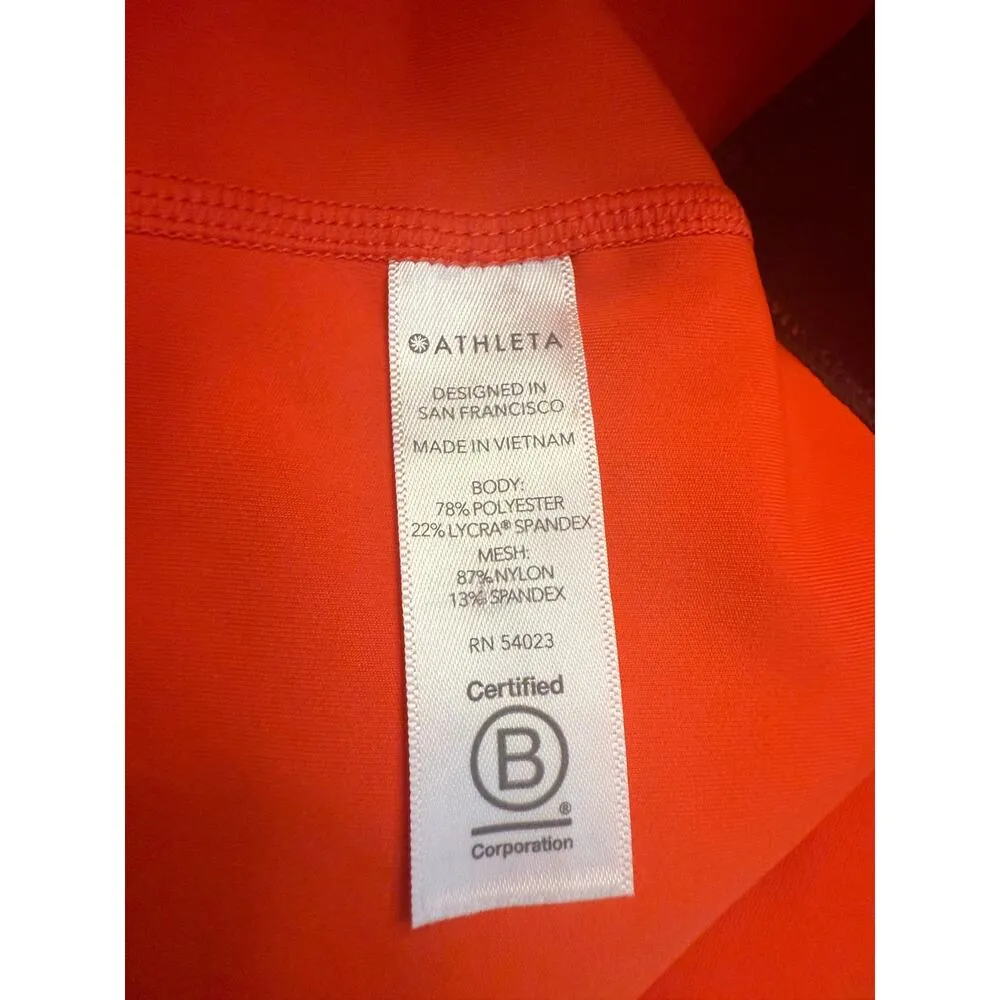 ATHLETA
DESIGNED IN
SAN FRANCISCO
MADE IN VIETNAM
BODY:
78% POLYESTER
22% LYCRA® SPANDEX
MESH:
87% NYLON
13% SPANDEX
RN 54023
Certified
B
®
Corporation